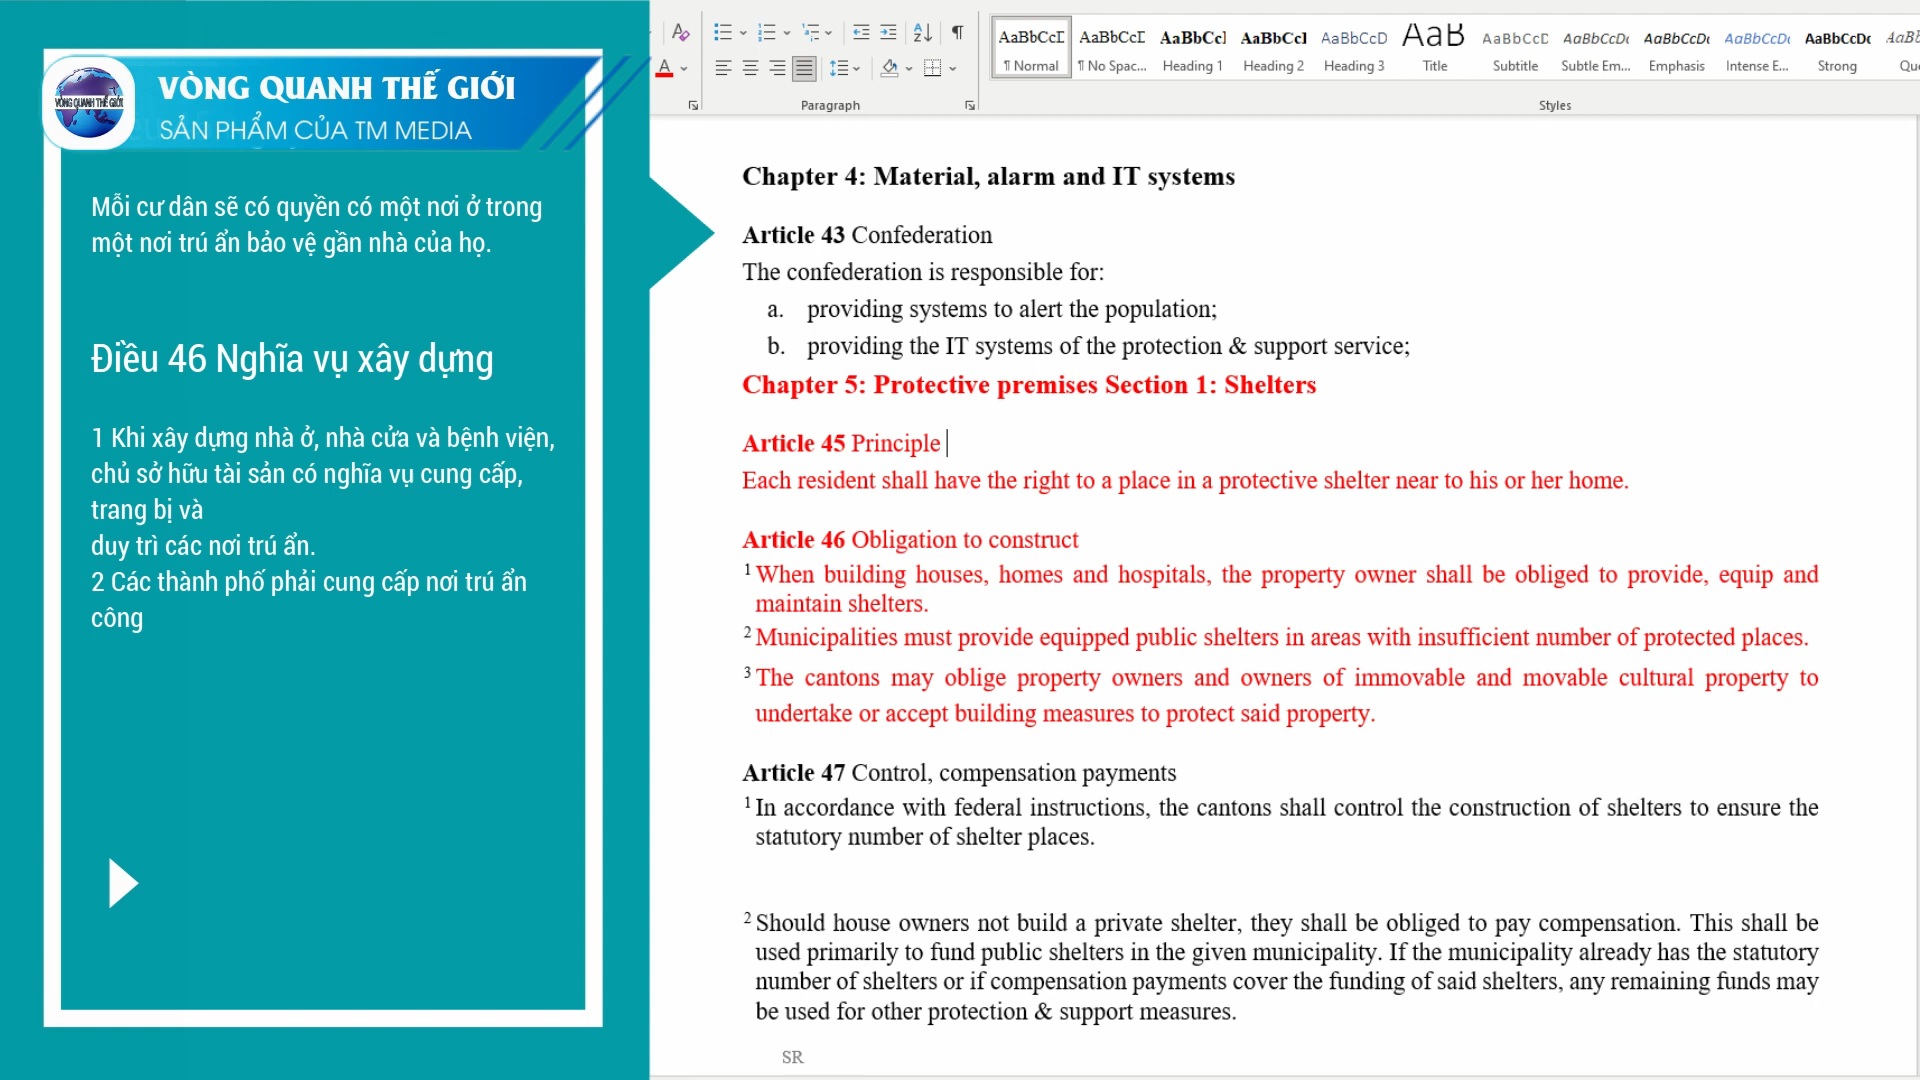 VÒNG QUANH THẾ GIỚI
VÒNG QUANH THẾ GIỚI
SẢN PHẨM CỦA TM MEDIA
Mỗi cư dân sẽ có quyền có một nơi ở trong
một nơi trú ẩn bảo vệ gần nhà của họ.
Điều 46 Nghĩa vụ xây dựng
1 Khi xây dựng nhà ở, nhà cửa và bệnh viện,
chủ sở hữu tài sản có nghĩa vụ cung cấp,
trang bị và
duy trì các nơi trú ẩn.
2 Các thành phố phải cung cấp nơi trú ẩn
công
AaBbCcD AaBbCcD AaBbCc AaBbCcI AaBbCcD AaB AaBbCcD AaBbCcDc AaBbCcDc AaBbCcDc AaBbCcDc AaBb
¶ Normal ¶ No Spac... Heading 1 Heading 2 Heading 3 Title Subtitle Subtle Em... Emphasis Intense E... Strong Quo
Paragraph Styles
Chapter 4: Material, alarm and IT systems
Article 43 Confederation
The confederation is responsible for:
a. providing systems to alert the population;
b. providing the IT systems of the protection & support service;
Chapter 5: Protective premises Section 1: Shelters
Article 45 Principle
Each resident shall have the right to a place in a protective shelter near to his or her home.
Article 46 Obligation to construct
1 When building houses, homes and hospitals, the property owner shall be obliged to provide, equip and
maintain shelters.
2 Municipalities must provide equipped public shelters in areas with insufficient number of protected places.
3 The cantons may oblige property owners and owners of immovable and movable cultural property to
undertake or accept building measures to protect said property.
Article 47 Control, compensation payments
1 In accordance with federal instructions, the cantons shall control the construction of shelters to ensure the
statutory number of shelter places.
2 Should house owners not build a private shelter, they shall be obliged to pay compensation. This shall be
used primarily to fund public shelters in the given municipality. If the municipality already has the statutory
number of shelters or if compensation payments cover the funding of said shelters, any remaining funds may
be used for other protection & support measures.
SR